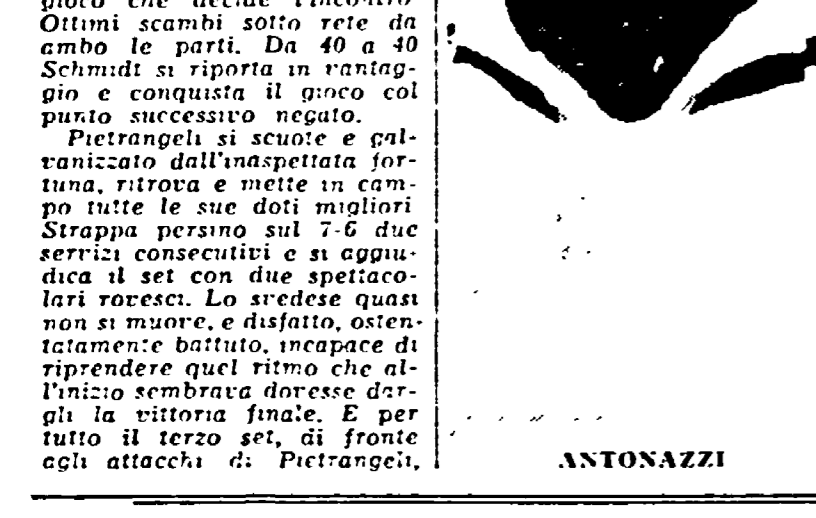 gioco che decide l'incontro
Ottimi scambi sotto rete da
ambo le parti. Da 40 a 40
Schmidt si riporta in vantag-
gio e conquista il gioco col
punto successivo negato.
Pietrangeli si scuote e gal-
vanizzato dall'inaspettata for-
tuna, ritrova e mette in cam-
po tutte le sue doti migliori
Strappa persino sul 7-6 due
servizi consecutivi e si aggiu-
dica il set con due spettaco-
lari rovesci. Lo svedese quasi
non si muove, e disfatto, osten-
tatamente battuto, incapace di
riprendere quel ritmo che al-
l'inizio sembrava dovesse dar-
gli la vittoria finale. E per
tutto il terzo set, di fronte
agli attacchi di Pietrangeli,
ANTONAZZI